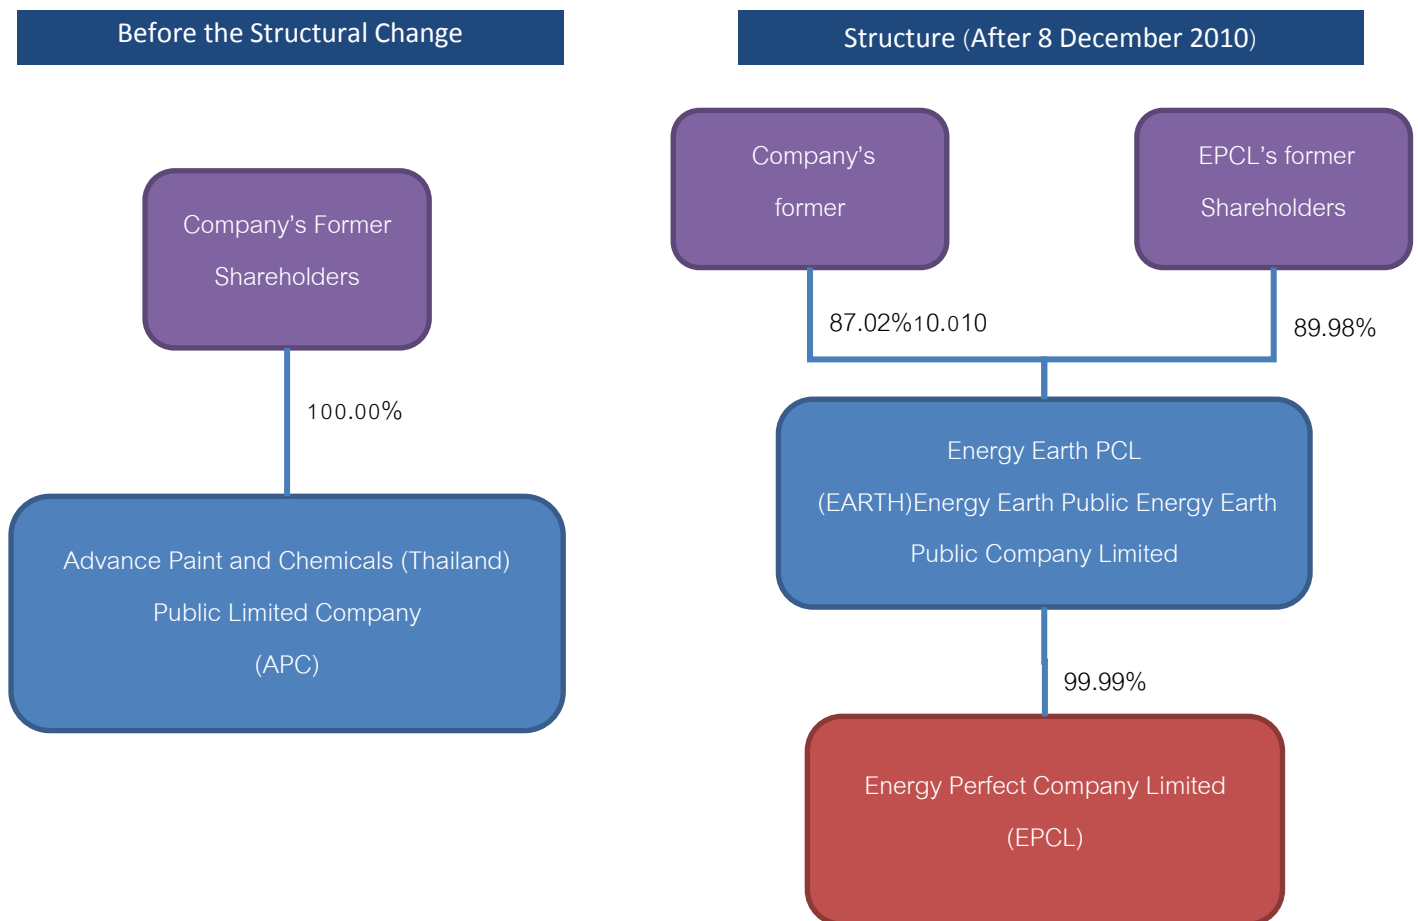 Before the Structural Change
Company's Former
Shareholders
100.00%
Advance Paint and Chemicals (Thailand)
Public Limited Company
(APC)
Structure (After 8 December 2010)
Company's
former
EPCL's former
Shareholders
87.02%10.010
89.98%
Energy Earth PCL
(EARTH)Energy Earth Public Energy Earth
Public Company Limited
99.99%
Energy Perfect Company Limited
(EPCL)